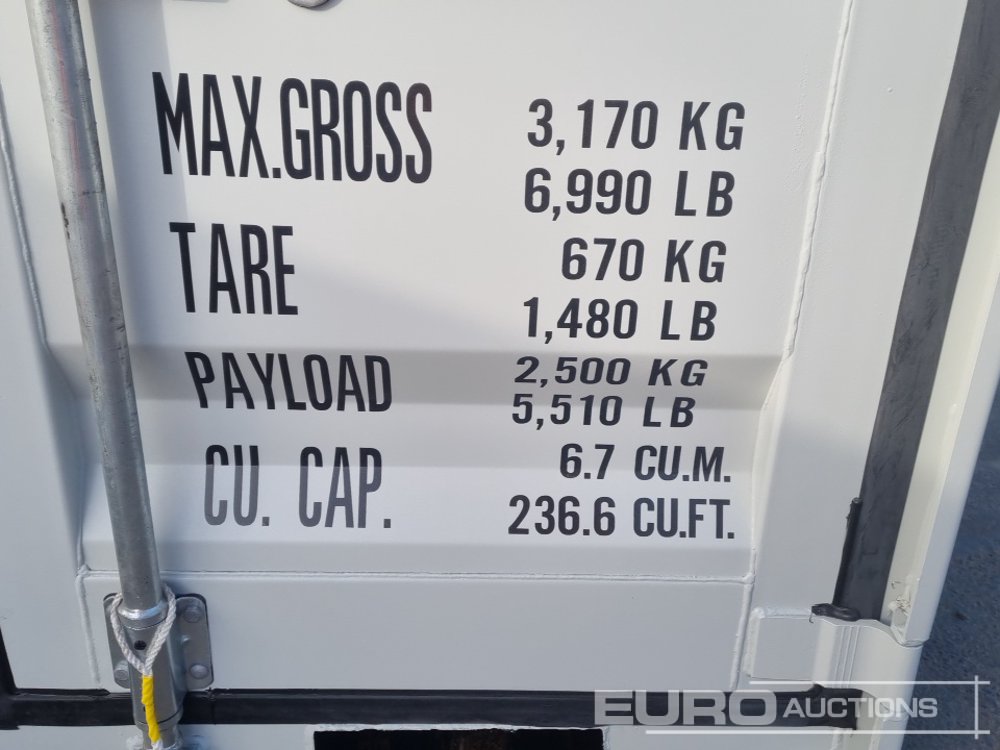 MAX.GROSS 3,170 KG
6,990 LB
TARE 670 KG
1,480 LB
PAYLOAD 2,500 KG
5,510 LB
CU. CAP. 6.7 CU.M.
236.6 CU.FT.
EURO AUCTIONS